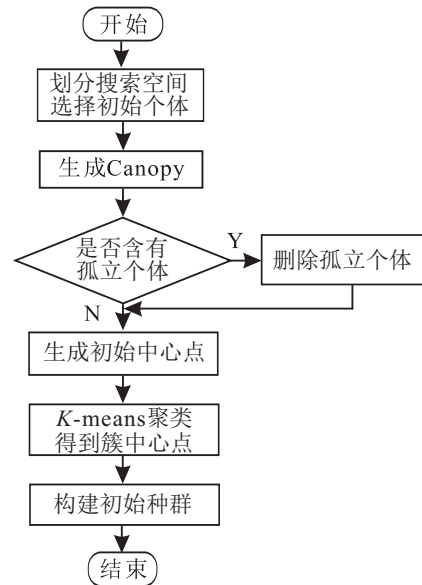 开始
划分搜索空间
选择初始个体
生成Canopy
是否含有
孤立个体
Y
删除孤立个体
N
生成初始中心点
K-means聚类
得到簇中心点
构建初始种群
结束